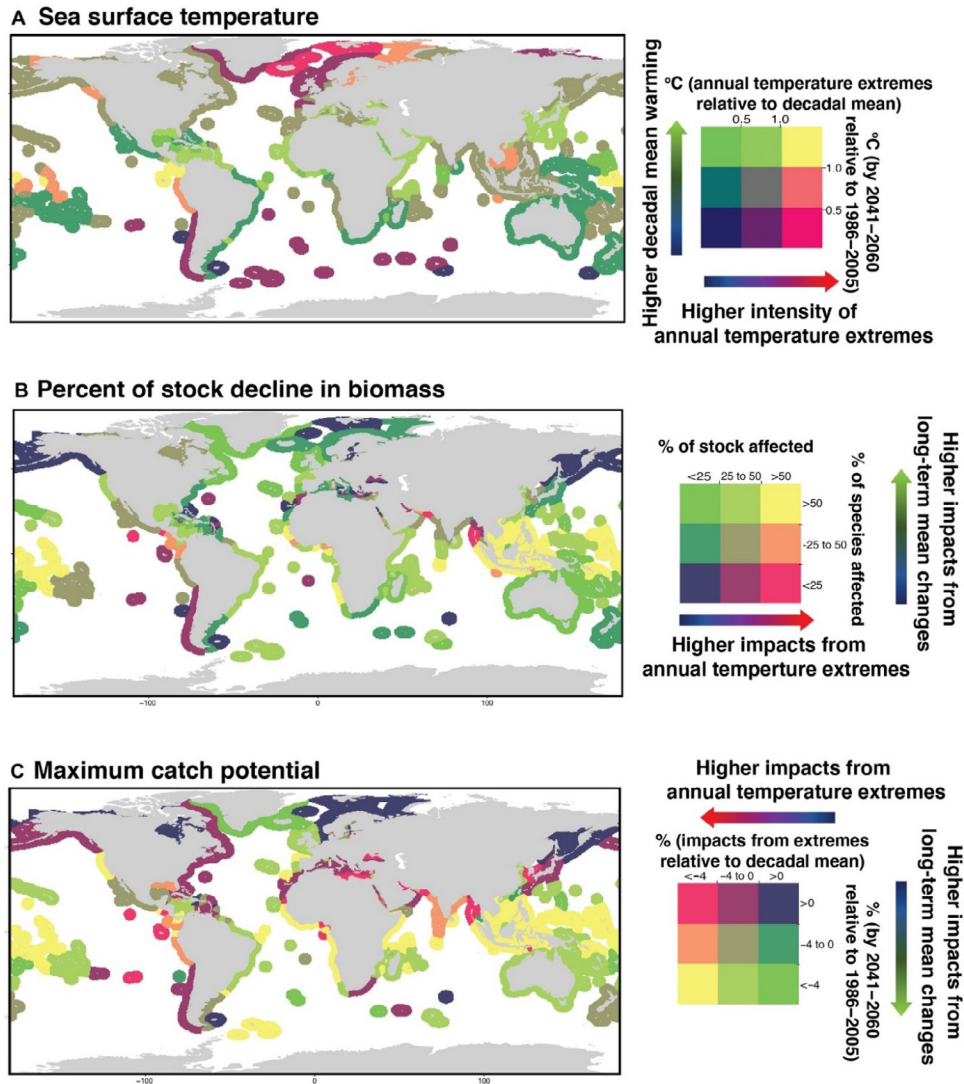 A Sea surface temperature
°C (annual temperature extremes
relative to decadal mean)
0.5 1.0
1.0
0.5
°C (by 2041–2060
relative to 1986–2005)
Higher decadal mean warming
Higher intensity of
annual temperature extremes
B Percent of stock decline in biomass
% of stock affected
<25 25 to 50 >50
>50
25 to 50
<25
% of species affected
Higher impacts from
long-term mean changes
Higher impacts from
annual temperture extremes
-100 0 100
C Maximum catch potential
Higher impacts from
annual temperature extremes
% (impacts from extremes
relative to decadal mean)
<-4 -4 to 0 >0
>0
-4 to 0
<-4
% (by 2041–2060
relative to 1986–2005)
Higher impacts from
long-term mean changes
-100 0 100